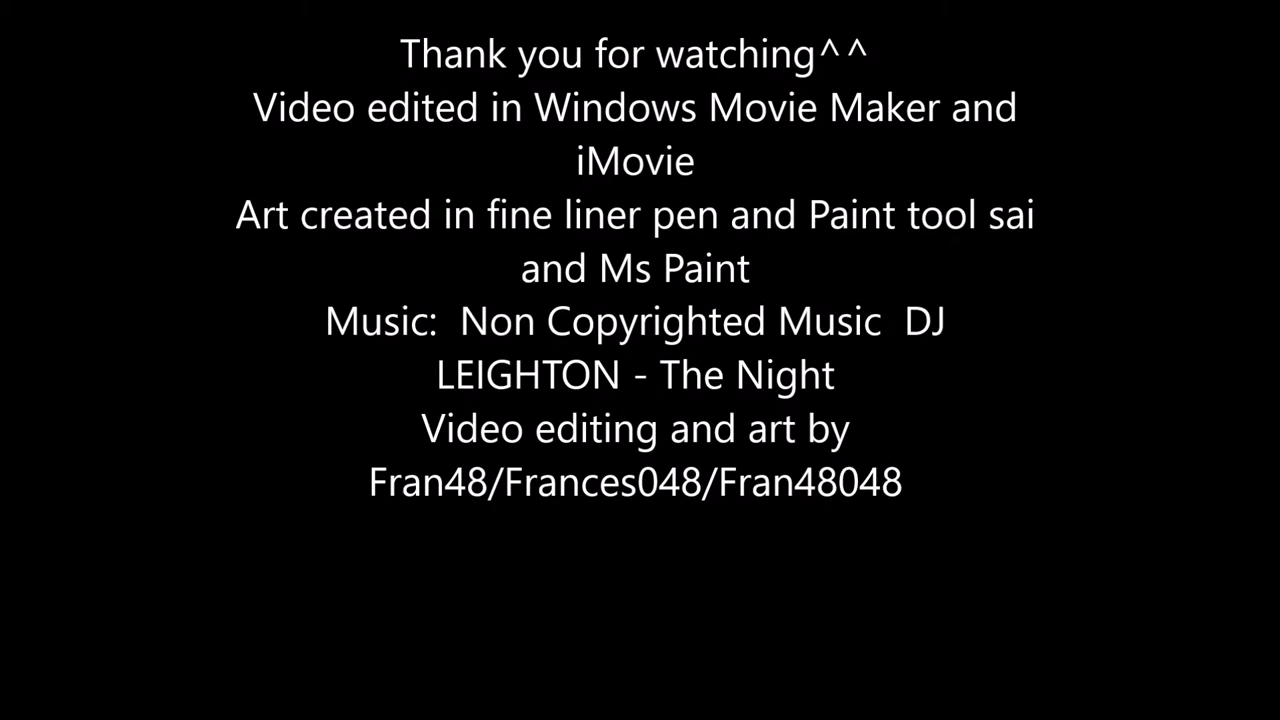 Thank you for watching^^
Video edited in Windows Movie Maker and
iMovie
Art created in fine liner pen and Paint tool sai
and Ms Paint
Music:  Non Copyrighted Music  DJ
LEIGHTON - The Night
Video editing and art by
Fran48/Frances048/Fran48048